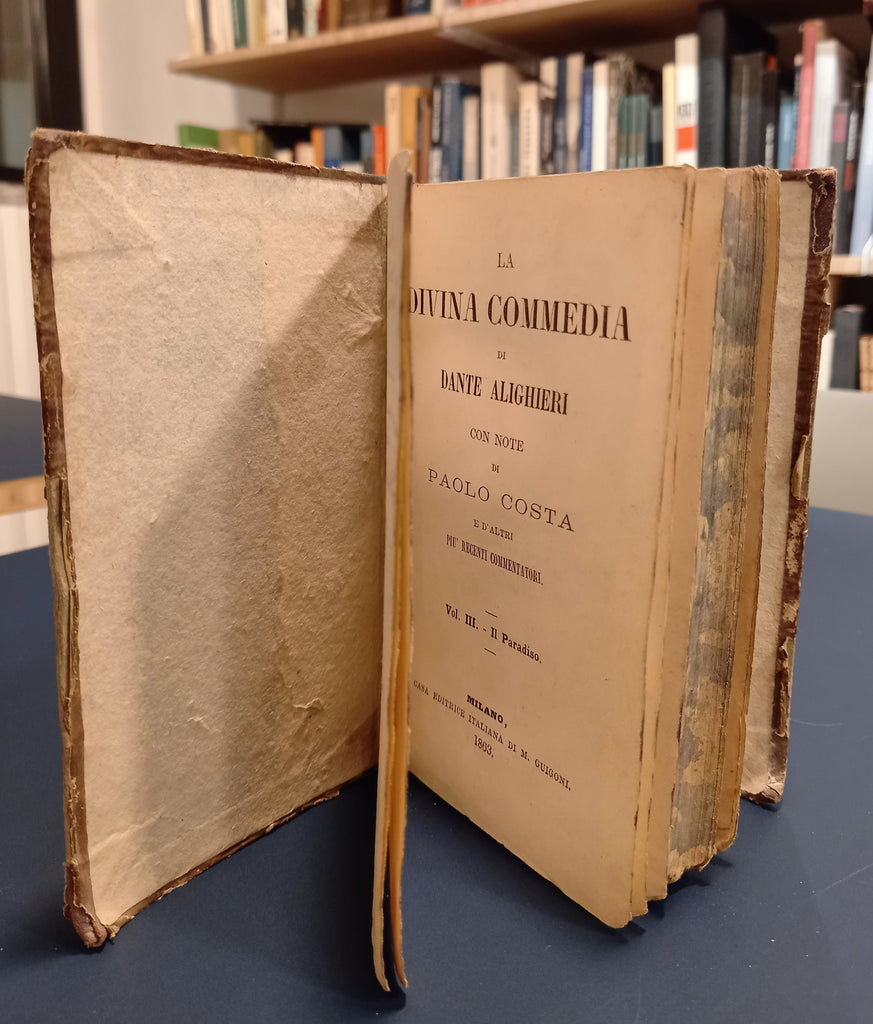 LA
DIVINA COMMEDIA
DI
DANTE ALIGHIERI
CON NOTE
DI
PAOLO COSTA
E D'ALTRI
PIU' RECENTI COMMENTATORI.
Vol. III. - Il Paradiso.
MILANO,
CASA EDITRICE ITALIANA DI M. GUIGONI.
1863.